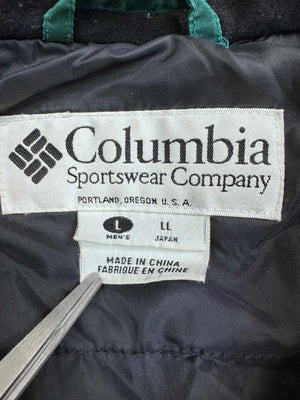 Columbia
Sportswear Company
PORTLAND, OREGON U.S.A.
L LL
MEN'S JAPAN
MADE IN CHINA
FABRIQUE EN CHINE